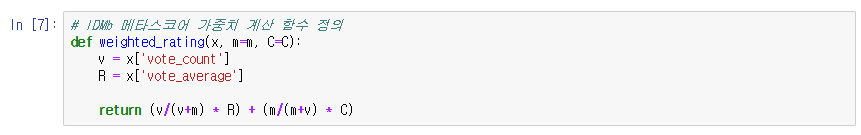 In [7]: # IDMb 메타스코어 가중치 계산 함수 정의
def weighted_rating(x, m=m, C=C):
    v = x['vote_count']
    R = x['vote_average']

    return (v/(v+m) * R) + (m/(m+v) * C)